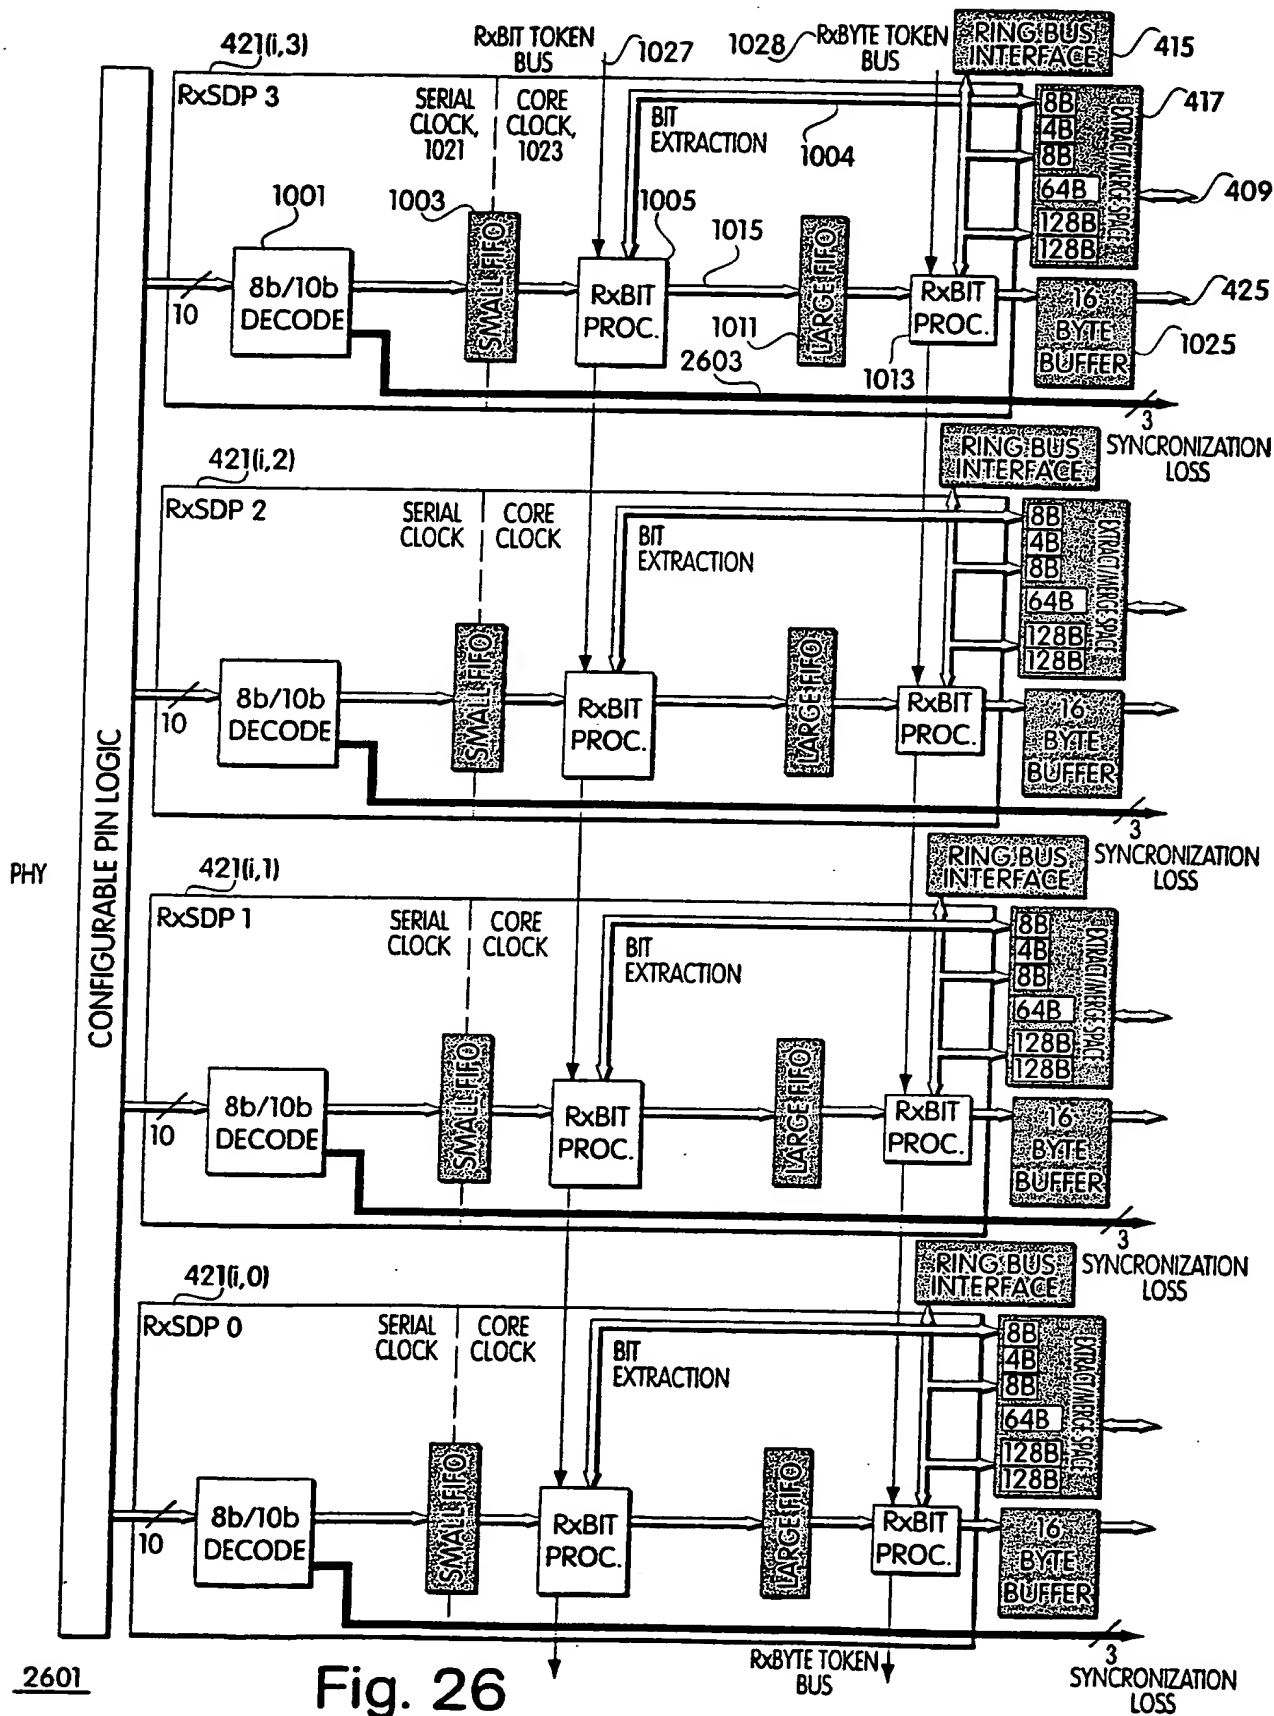 421(i,3)
RxBIT TOKEN
BUS
1027
1028
RxBYTE TOKEN
BUS
RING BUS
INTERFACE
415
RxSDP 3
SERIAL
CLOCK,
1021
CORE
CLOCK,
1023
BIT
EXTRACTION
1004
8B
4B
8B
64B
128B
128B
EXTRACT/MERGE SPACE
417
409
1001
1003
1005
1015
8b/10b
DECODE
10
SMALL FIFO
RxBIT
PROC.
1011
LARGE FIFO
RxBIT
PROC.
1013
16
BYTE
BUFFER
425
1025
2603
3
SYNCRONIZATION
LOSS
421(i,2)
RING BUS
INTERFACE
RxSDP 2
SERIAL
CLOCK
CORE
CLOCK
BIT
EXTRACTION
8B
4B
8B
64B
128B
128B
EXTRACT/MERGE SPACE
10
8b/10b
DECODE
SMALL FIFO
RxBIT
PROC.
LARGE FIFO
RxBIT
PROC.
16
BYTE
BUFFER
3
SYNCRONIZATION
LOSS
PHY
CONFIGURABLE PIN LOGIC
421(i,1)
RING BUS
INTERFACE
RxSDP 1
SERIAL
CLOCK
CORE
CLOCK
BIT
EXTRACTION
8B
4B
8B
64B
128B
128B
EXTRACT/MERGE SPACE
10
8b/10b
DECODE
SMALL FIFO
RxBIT
PROC.
LARGE FIFO
RxBIT
PROC.
16
BYTE
BUFFER
3
SYNCRONIZATION
LOSS
421(i,0)
RING BUS
INTERFACE
RxSDP 0
SERIAL
CLOCK
CORE
CLOCK
BIT
EXTRACTION
8B
4B
8B
64B
128B
128B
EXTRACT/MERGE SPACE
10
8b/10b
DECODE
SMALL FIFO
RxBIT
PROC.
LARGE FIFO
RxBIT
PROC.
16
BYTE
BUFFER
3
SYNCRONIZATION
LOSS
RxBYTE TOKEN
BUS
2601
Fig. 26